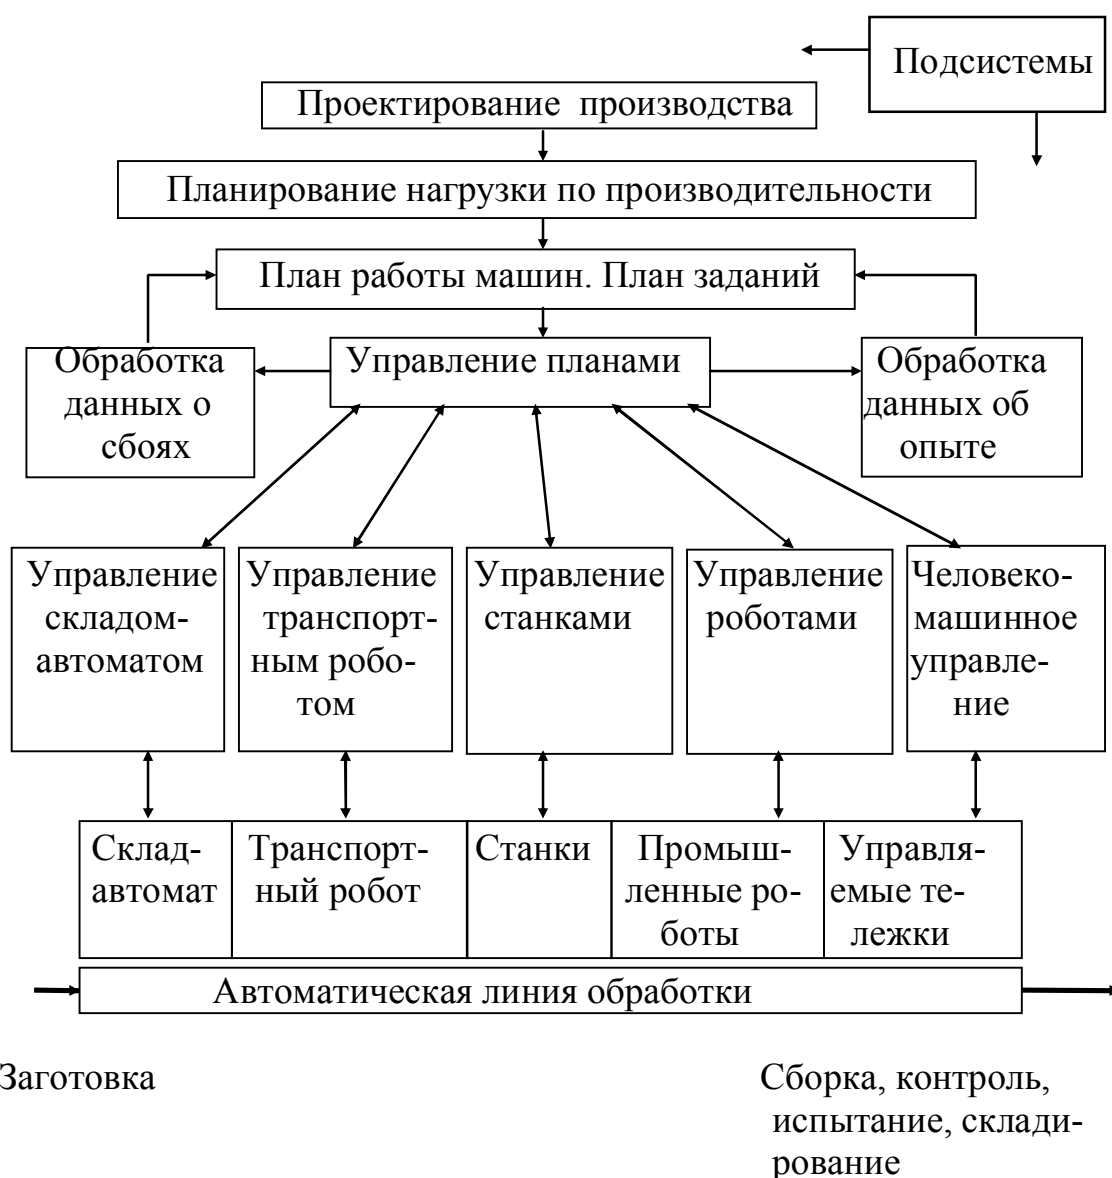 Подсистемы
Проектирование производства
Планирование нагрузки по производительности
План работы машин. План заданий
Обработка
данных о
сбоях
Управление планами
Обработка
данных об
опыте
Управление
складом-
автоматом
Управление
транспорт-
ным робо-
том
Управление
станками
Управление
роботами
Человеко-
машинное
управле-
ние
Склад-
автомат
Транспорт-
ный робот
Станки
Промыш-
ленные ро-
боты
Управля-
емые те-
лежки
Автоматическая линия обработки
Заготовка
Сборка, контроль,
испытание, склади-
рование